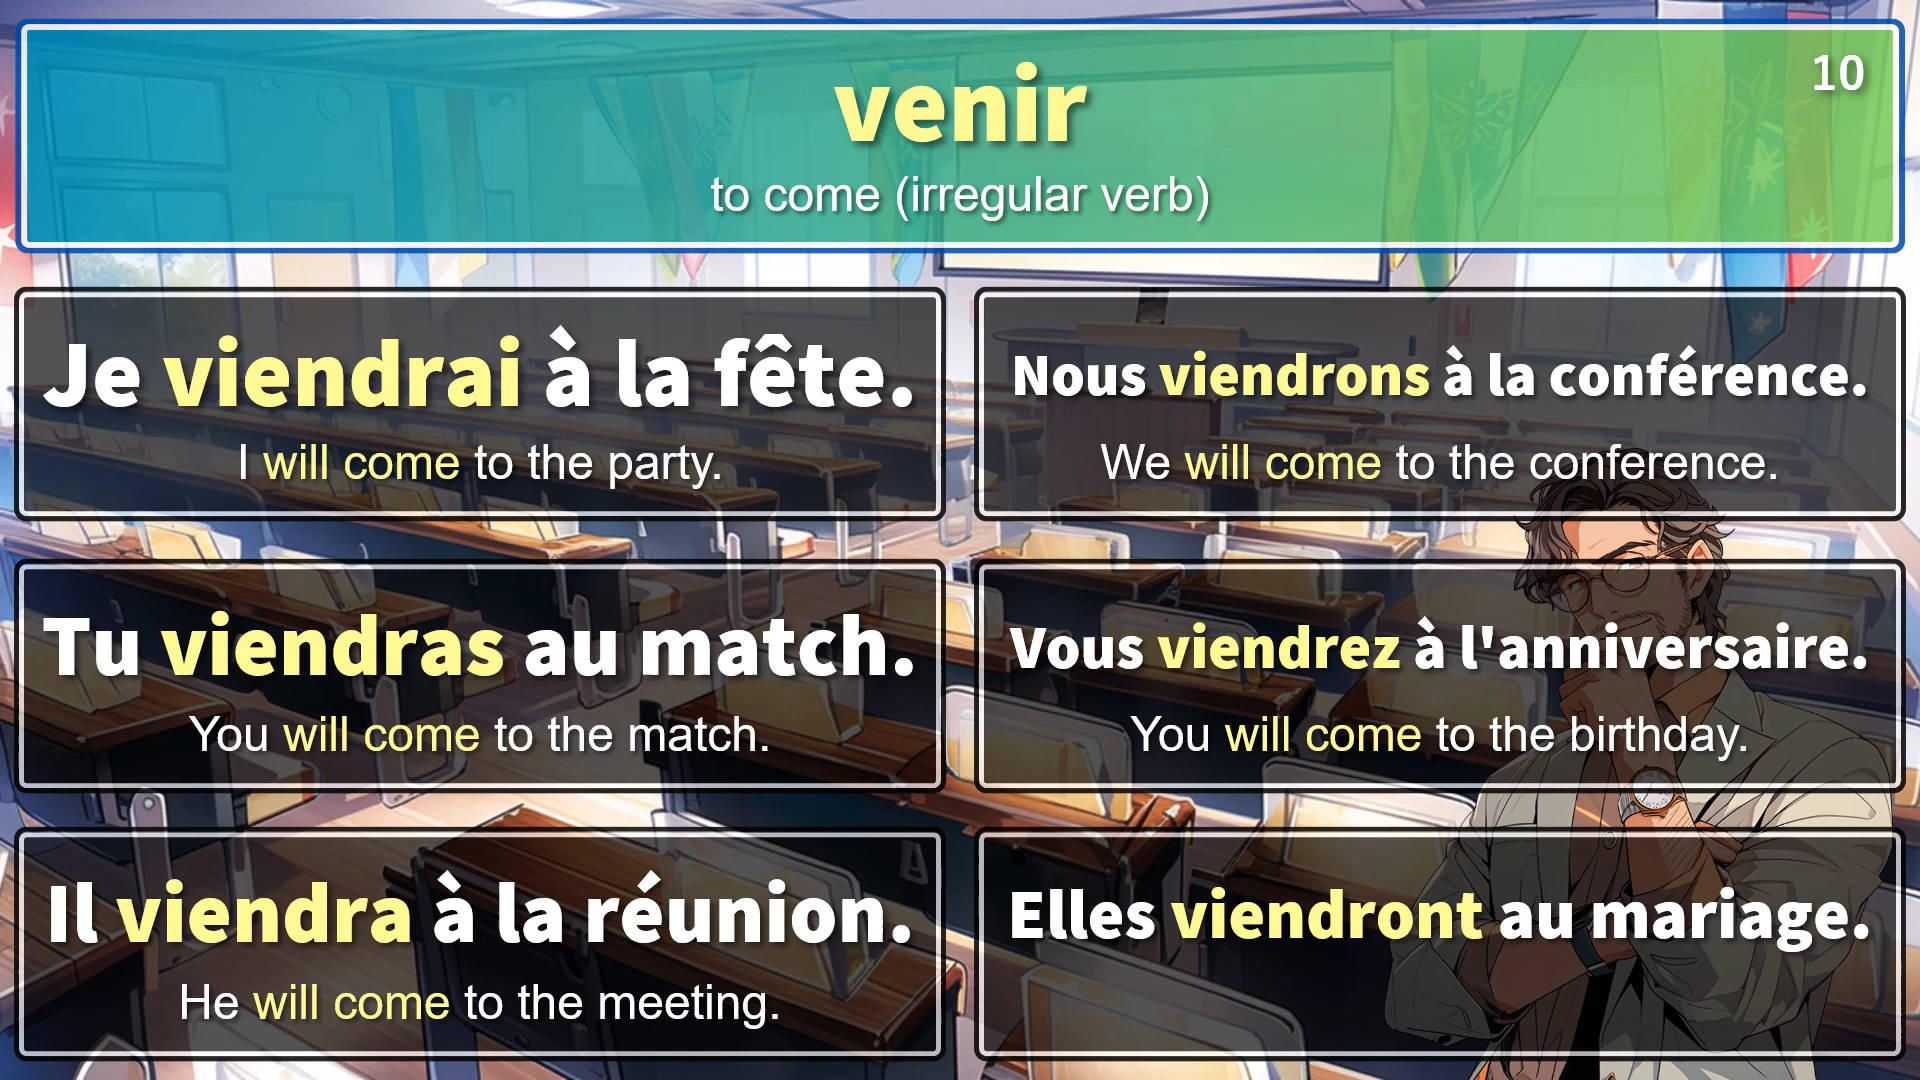 venir
10
to come (irregular verb)
Je viendrai à la fête.
I will come to the party.
Tu viendras au match.
You will come to the match.
Il viendra à la réunion.
He will come to the meeting.
Nous viendrons à la conférence.
We will come to the conference.
Vous viendrez à l'anniversaire.
You will come to the birthday.
Elles viendront au mariage.